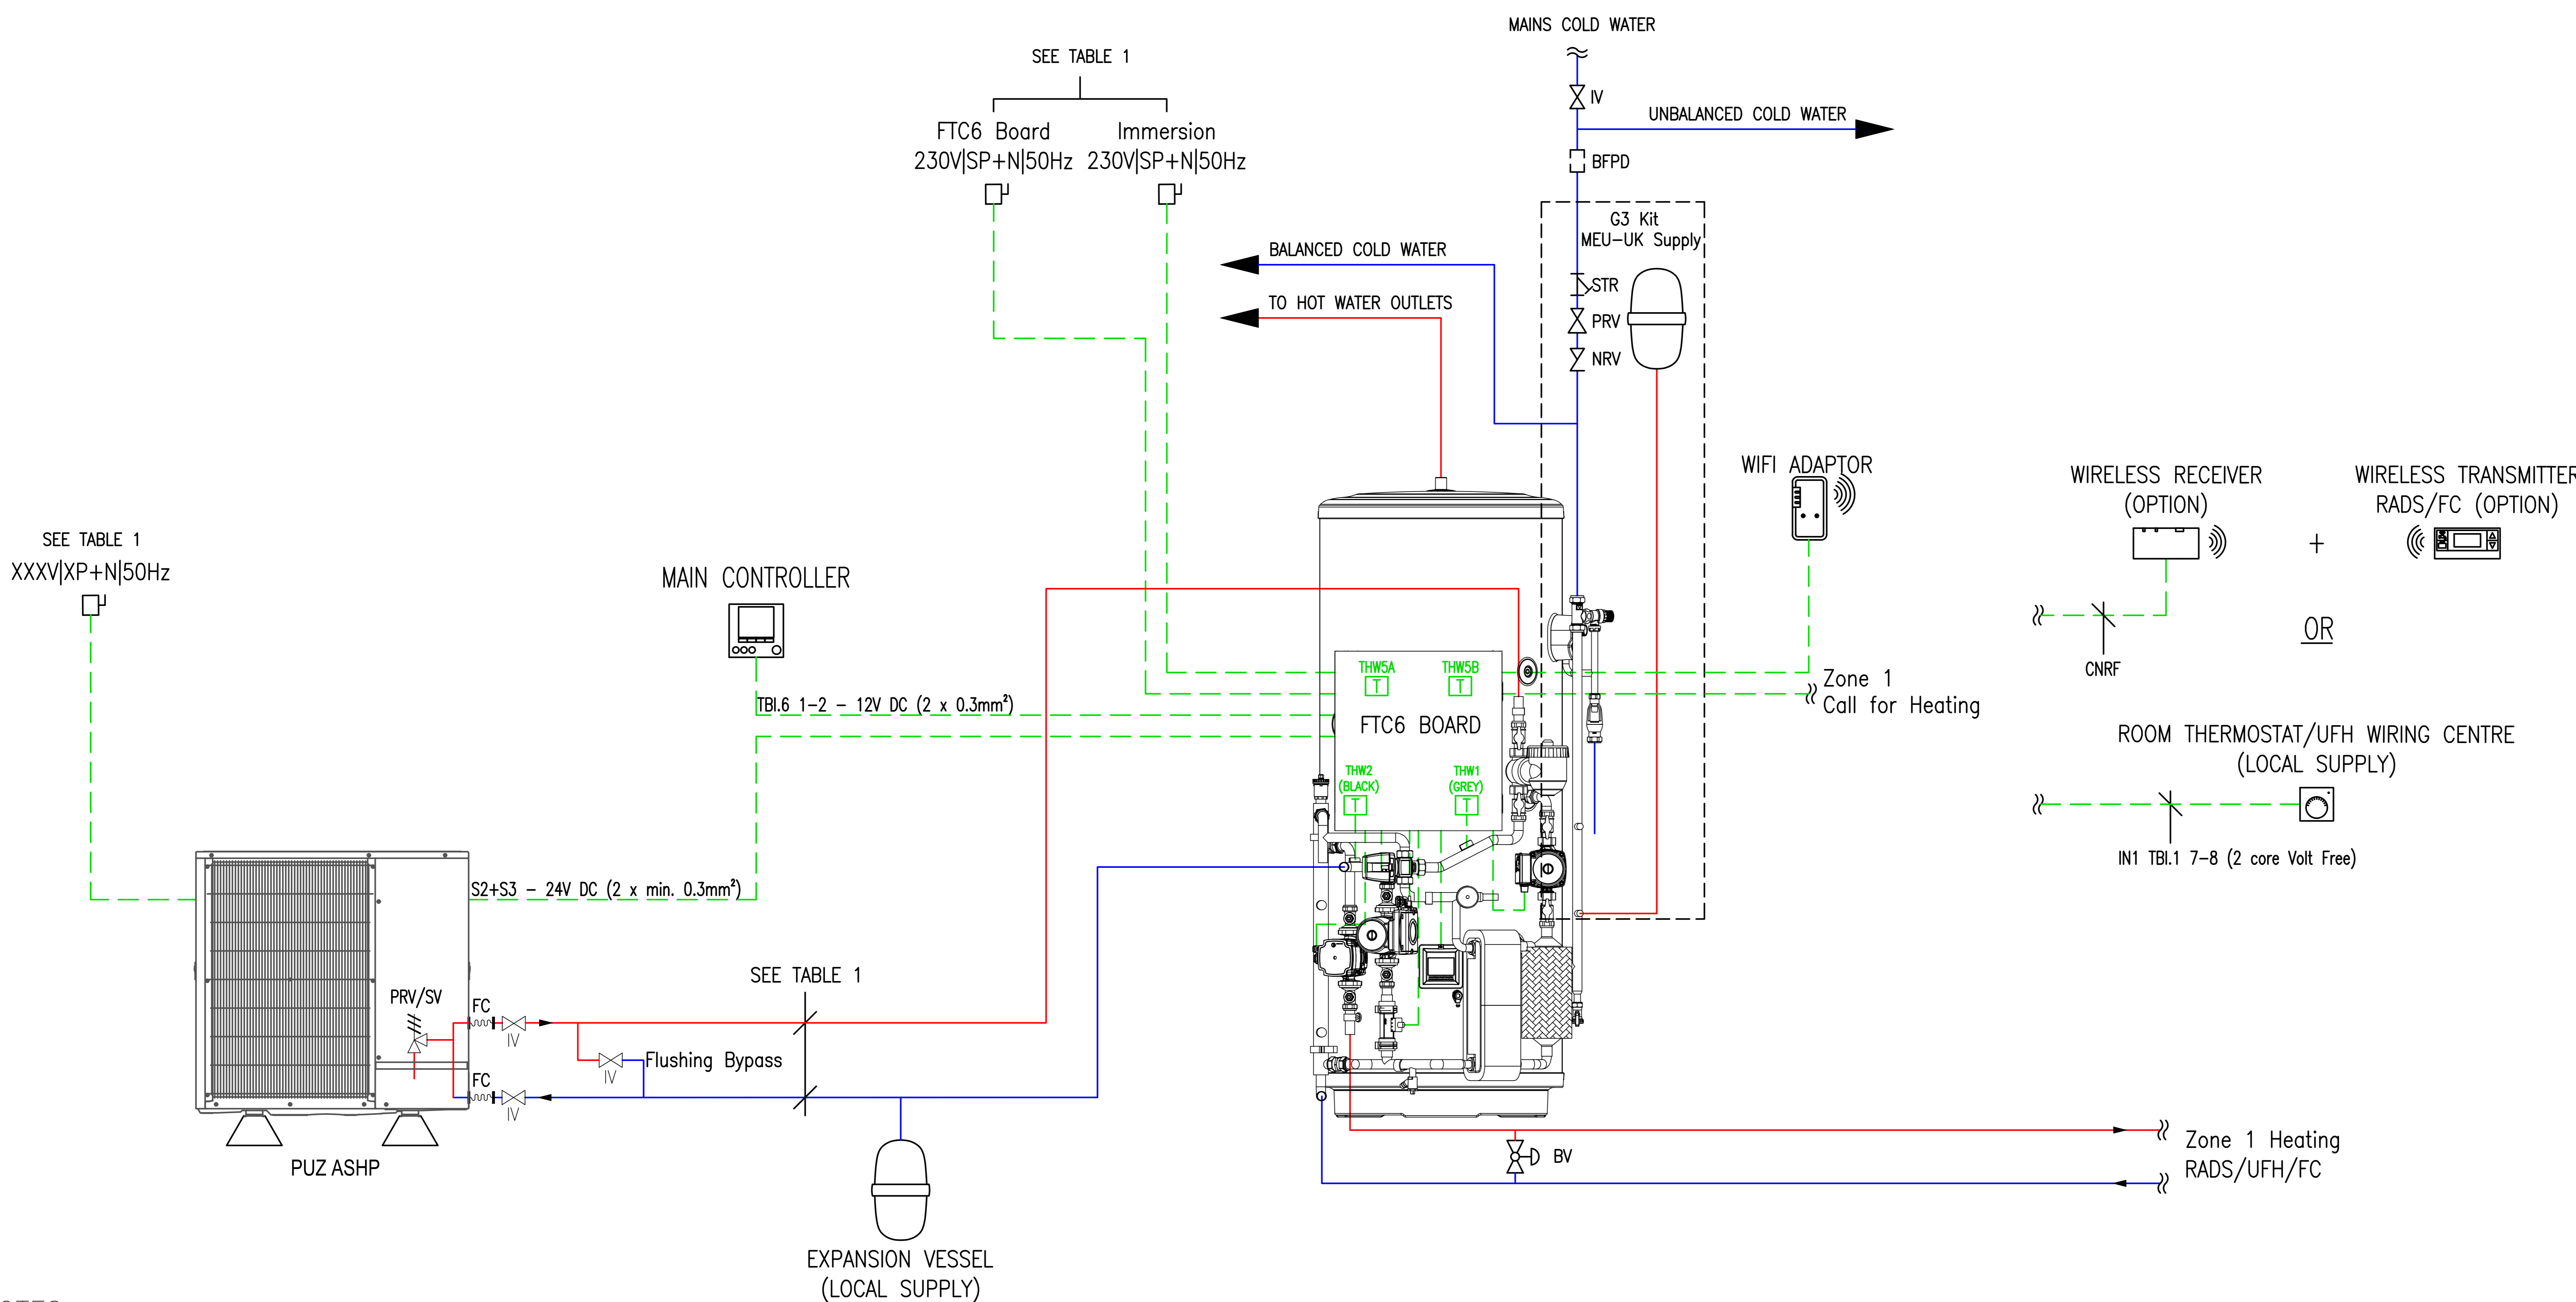 MAINS COLD WATER
SEE TABLE 1
IV
UNBALANCED COLD WATER
FTC6 Board
230V|SP+N|50Hz
Immersion
230V|SP+N|50Hz
BFPD
G3 Kit
MEU-UK Supply
BALANCED COLD WATER
STR
TO HOT WATER OUTLETS
PRV
NRV
WIFI ADAPTOR
WIRELESS RECEIVER
(OPTION)
+
WIRELESS TRANSMITTER
RADS/FC (OPTION)
SEE TABLE 1
XXXV|XP+N|50Hz
MAIN CONTROLLER
OR
CNRF
THW5A
T
THW5B
T
Zone 1
Call for Heating
TBI.6 1-2 - 12V DC (2 x 0.3mm²)
FTC6 BOARD
ROOM THERMOSTAT/UFH WIRING CENTRE
(LOCAL SUPPLY)
THW2
(BLACK)
T
THW1
(GREY)
T
IN1 TBI.1 7-8 (2 core Volt Free)
S2+S3 - 24V DC (2 x min. 0.3mm²)
SEE TABLE 1
PRV/SV
FC
IV
Flushing Bypass
IV
FC
IV
PUZ ASHP
Zone 1 Heating
RADS/UFH/FC
BV
EXPANSION VESSEL
(LOCAL SUPPLY)